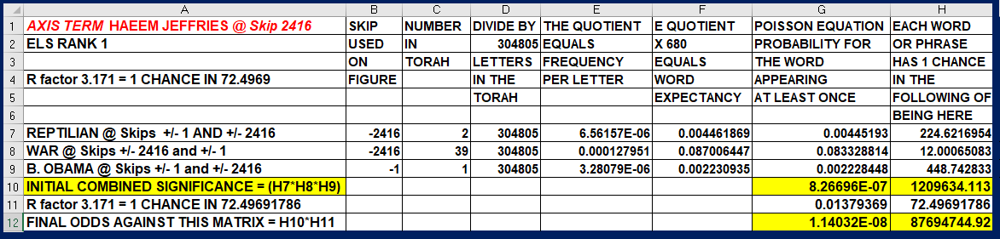 A B C D E F G H
1 AXIS TERM HAEEM JEFFRIES @ Skip 2416 SKIP NUMBER DIVIDE BY THE QUOTIENT E QUOTIENT POISSON EQUATION EACH WORD
2 ELS RANK 1 USED IN 304805 EQUALS X 680 PROBABILITY FOR OR PHRASE
3 ON TORAH LETTERS FREQUENCY EQUALS THE WORD HAS 1 CHANCE
4 R factor 3.171 = 1 CHANCE IN 72.4969 FIGURE IN THE PER LETTER WORD APPEARING IN THE
5 TORAH EXPECTANCY AT LEAST ONCE FOLLOWING OF
6 BEING HERE
7 REPTILIAN @ Skips +/- 1 AND +/- 2416 -2416 2 304805 6.56157E-06 0.004461869 0.00445193 224.6216954
8 WAR @ Skips +/- 2416 and +/- 1 -2416 39 304805 0.000127951 0.087006447 0.083328814 12.00065083
9 B. OBAMA @ Skips +/- 1 and +/- 2416 -1 1 304805 3.28079E-06 0.002230935 0.002228448 448.742833
10 INITIAL COMBINED SIGNIFICANCE = (H7*H8*H9) 8.26696E-07 1209634.113
11 R factor 3.171 = 1 CHANCE IN 72.49691786 0.01379369 72.49691786
12 FINAL ODDS AGAINST THIS MATRIX = H10*H11 1.14032E-08 87694744.92